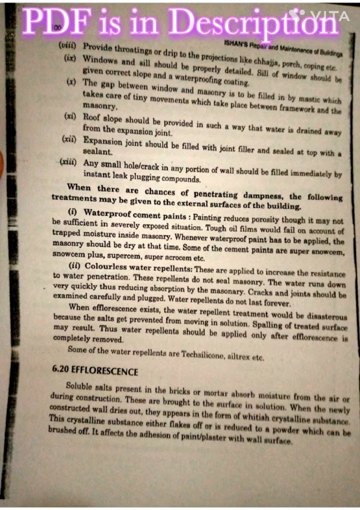 PDF is in Description
VITA
ISHAN'S Repair and Maintenance of Buildings
(viii) Provide throatings or drip to the projections like chhajja, porch, coping etc.
(ix) Windows and sill should be properly detailed. Sill of window should be
given correct slope and a waterproofing coating.
(x) The gap between window and masonry is to be filled in by mastic which
takes care of tiny movements which take place between framework and the
masonry.
(xi) Roof slope should be provided in such a way that water is drained away
from the expansion joint.
(xii) Expansion joint should be filled with joint filler and sealed at top with a
sealant.
(xiii) Any small hole/crack in any portion of wall should be filled immediately by
instant leak plugging compounds.
When there are chances of penetrating dampness, the following
treatments may be given to the external surfaces of the building.
(i) Waterproof cement paints : Painting reduces porosity though it may not
be sufficient in severely exposed situation. Tough oil films would fail on account of
trapped moisture inside masonry. Whenever waterproof paint has to be applied, the
masonry should be dry at that time. Some of the cement paints are super snowcem,
snowcem plus, supercem, super acrocem etc.
(ii) Colourless water repellents: These are applied to increase the resistance
to water penetration. These repellents do not seal masonry. The water runs down
very quickly thus reducing absorption by the masonry. Cracks and joints should be
examined carefully and plugged. Water repellents do not last forever.
When efflorescence exists, the water repellent treatment would be disasterous
because the salts get prevented from moving in solution. Spalling of treated surface
may result. Thus water repellents should be applied only after efflorescence is
completely removed.
Some of the water repellents are Techsilicone, siltrex etc.
6.20 EFFLORESCENCE
Soluble salts present in the bricks or mortar absorb moisture from the air or
during construction. These are brought to the surface in solution. When the newly
constructed wall dries out, they appears in the form of whitish crystalline substance.
This crystalline substance either flakes off or is reduced to a powder which can be
brushed off. It affects the adhesion of paint/plaster with wall surface.